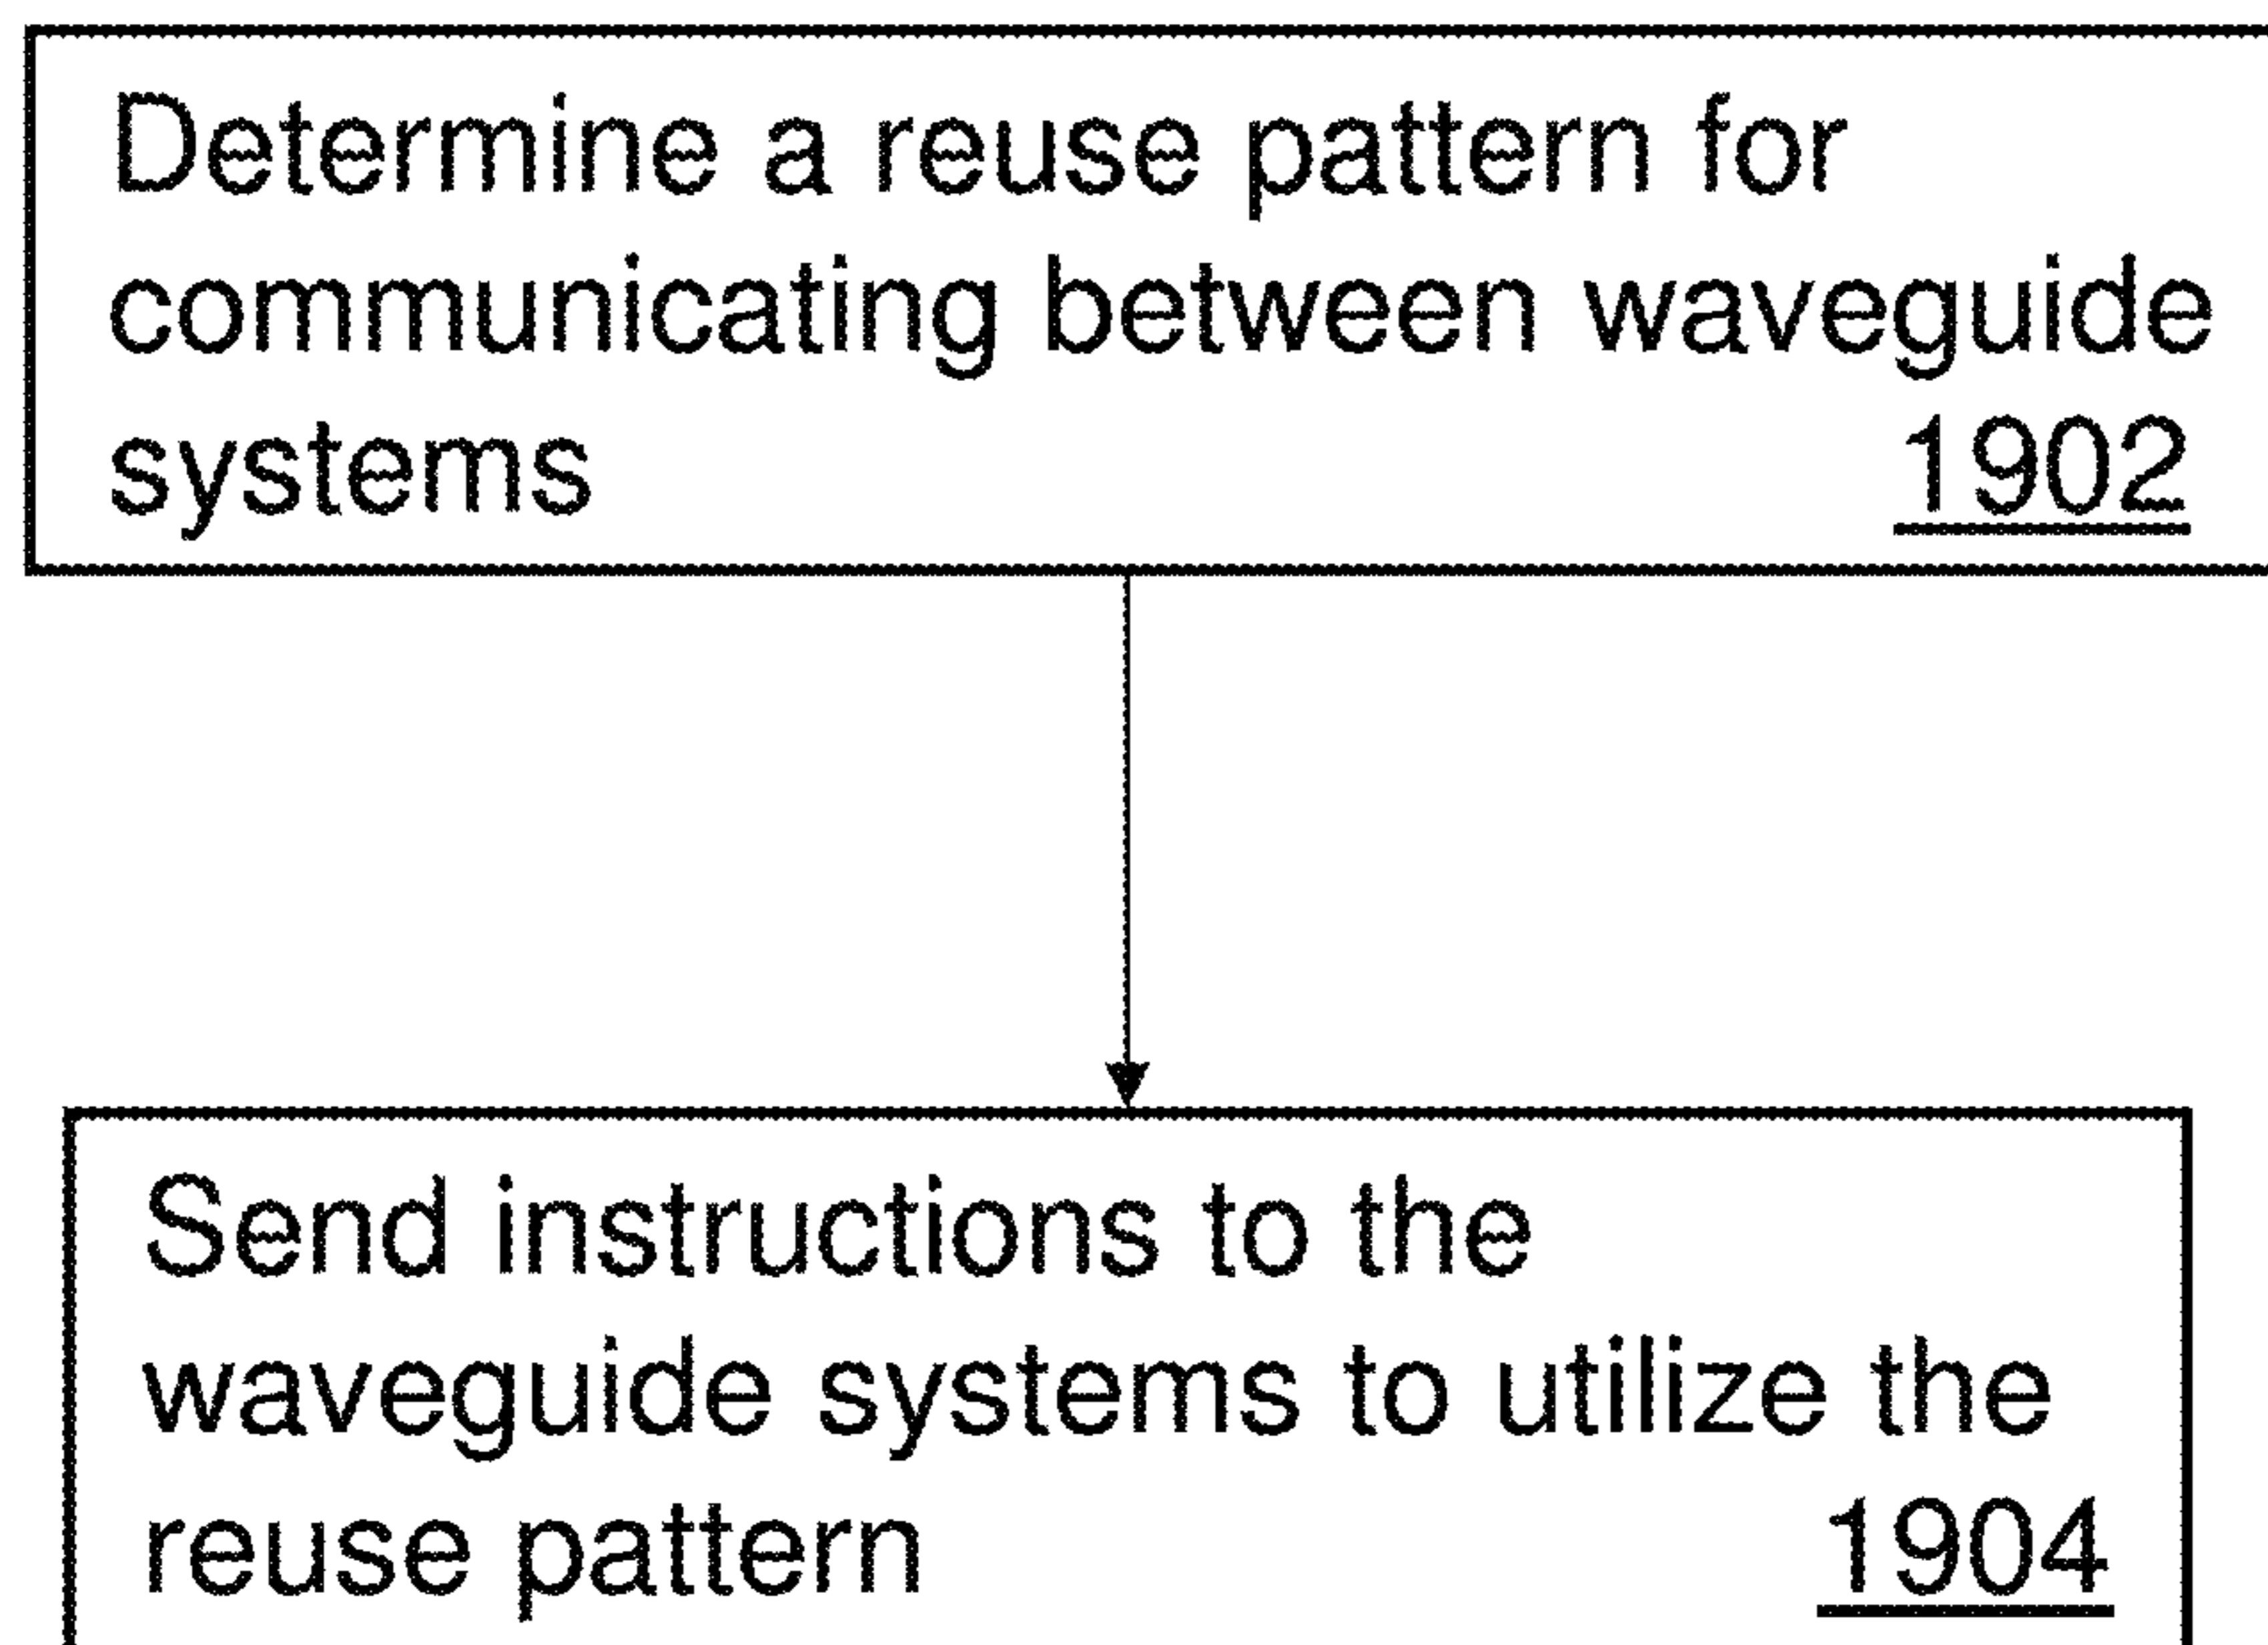 Determine a reuse pattern for
communicating between waveguide
systems 1902
Send instructions to the
waveguide systems to utilize the
reuse pattern 1904